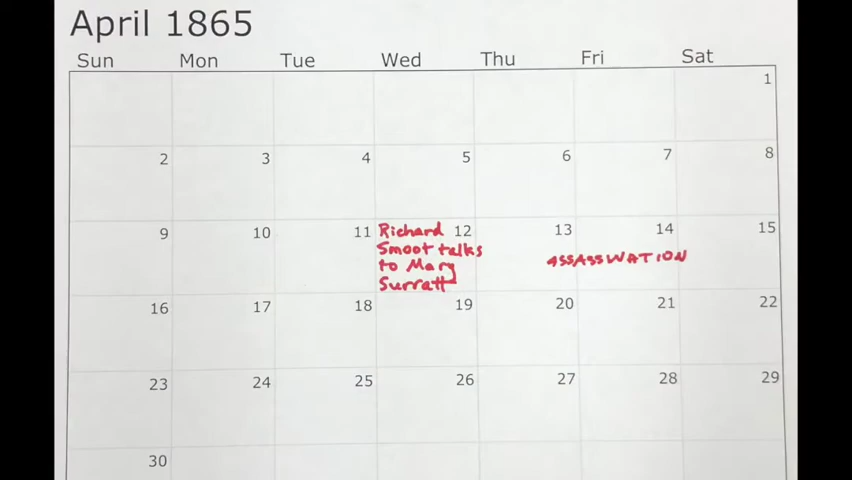 April 1865
Sun Mon Tue Wed Thu Fri Sat
1
2 3 4 5 6 7 8
9 10 11 12 13 14 15
Richard
Smoot talks
to Mary
Surratt
ASSASSWATION
16 17 18 19 20 21 22
23 24 25 26 27 28 29
30